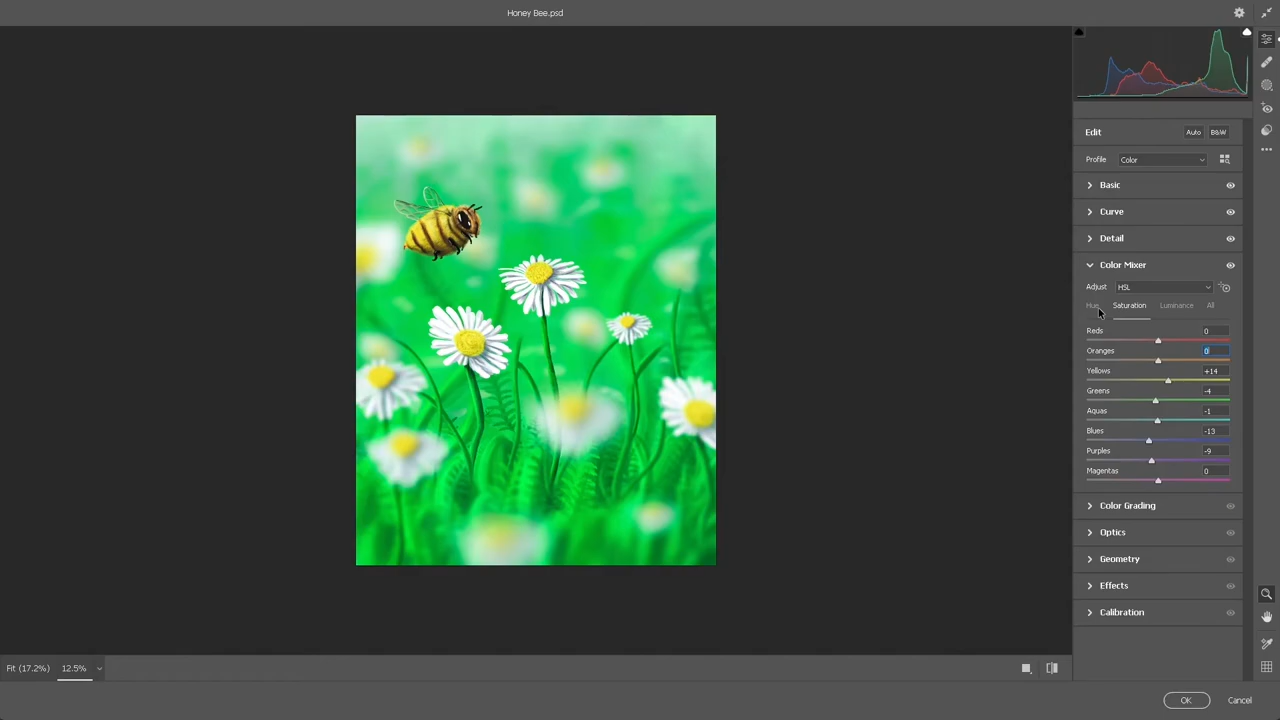 Honey Bee.psd
Edit Auto B&W
Profile Color
Basic
Curve
Detail
Color Mixer
Adjust HSL
Hue Saturation Luminance All
Reds 0
Oranges 0
Yellows +14
Greens -4
Aquas -1
Blues -13
Purples -9
Magentas 0
Color Grading
Optics
Geometry
Effects
Calibration
Fit (17.2%) 12.5%
OK Cancel